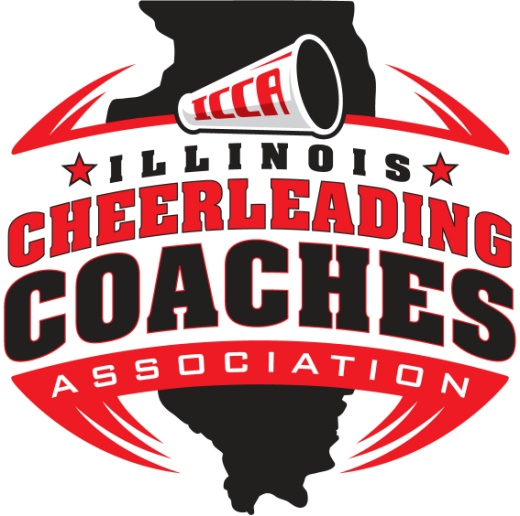 ICCA
ILLINOIS
CHEERLEADING
COACHES
ASSOCIATION